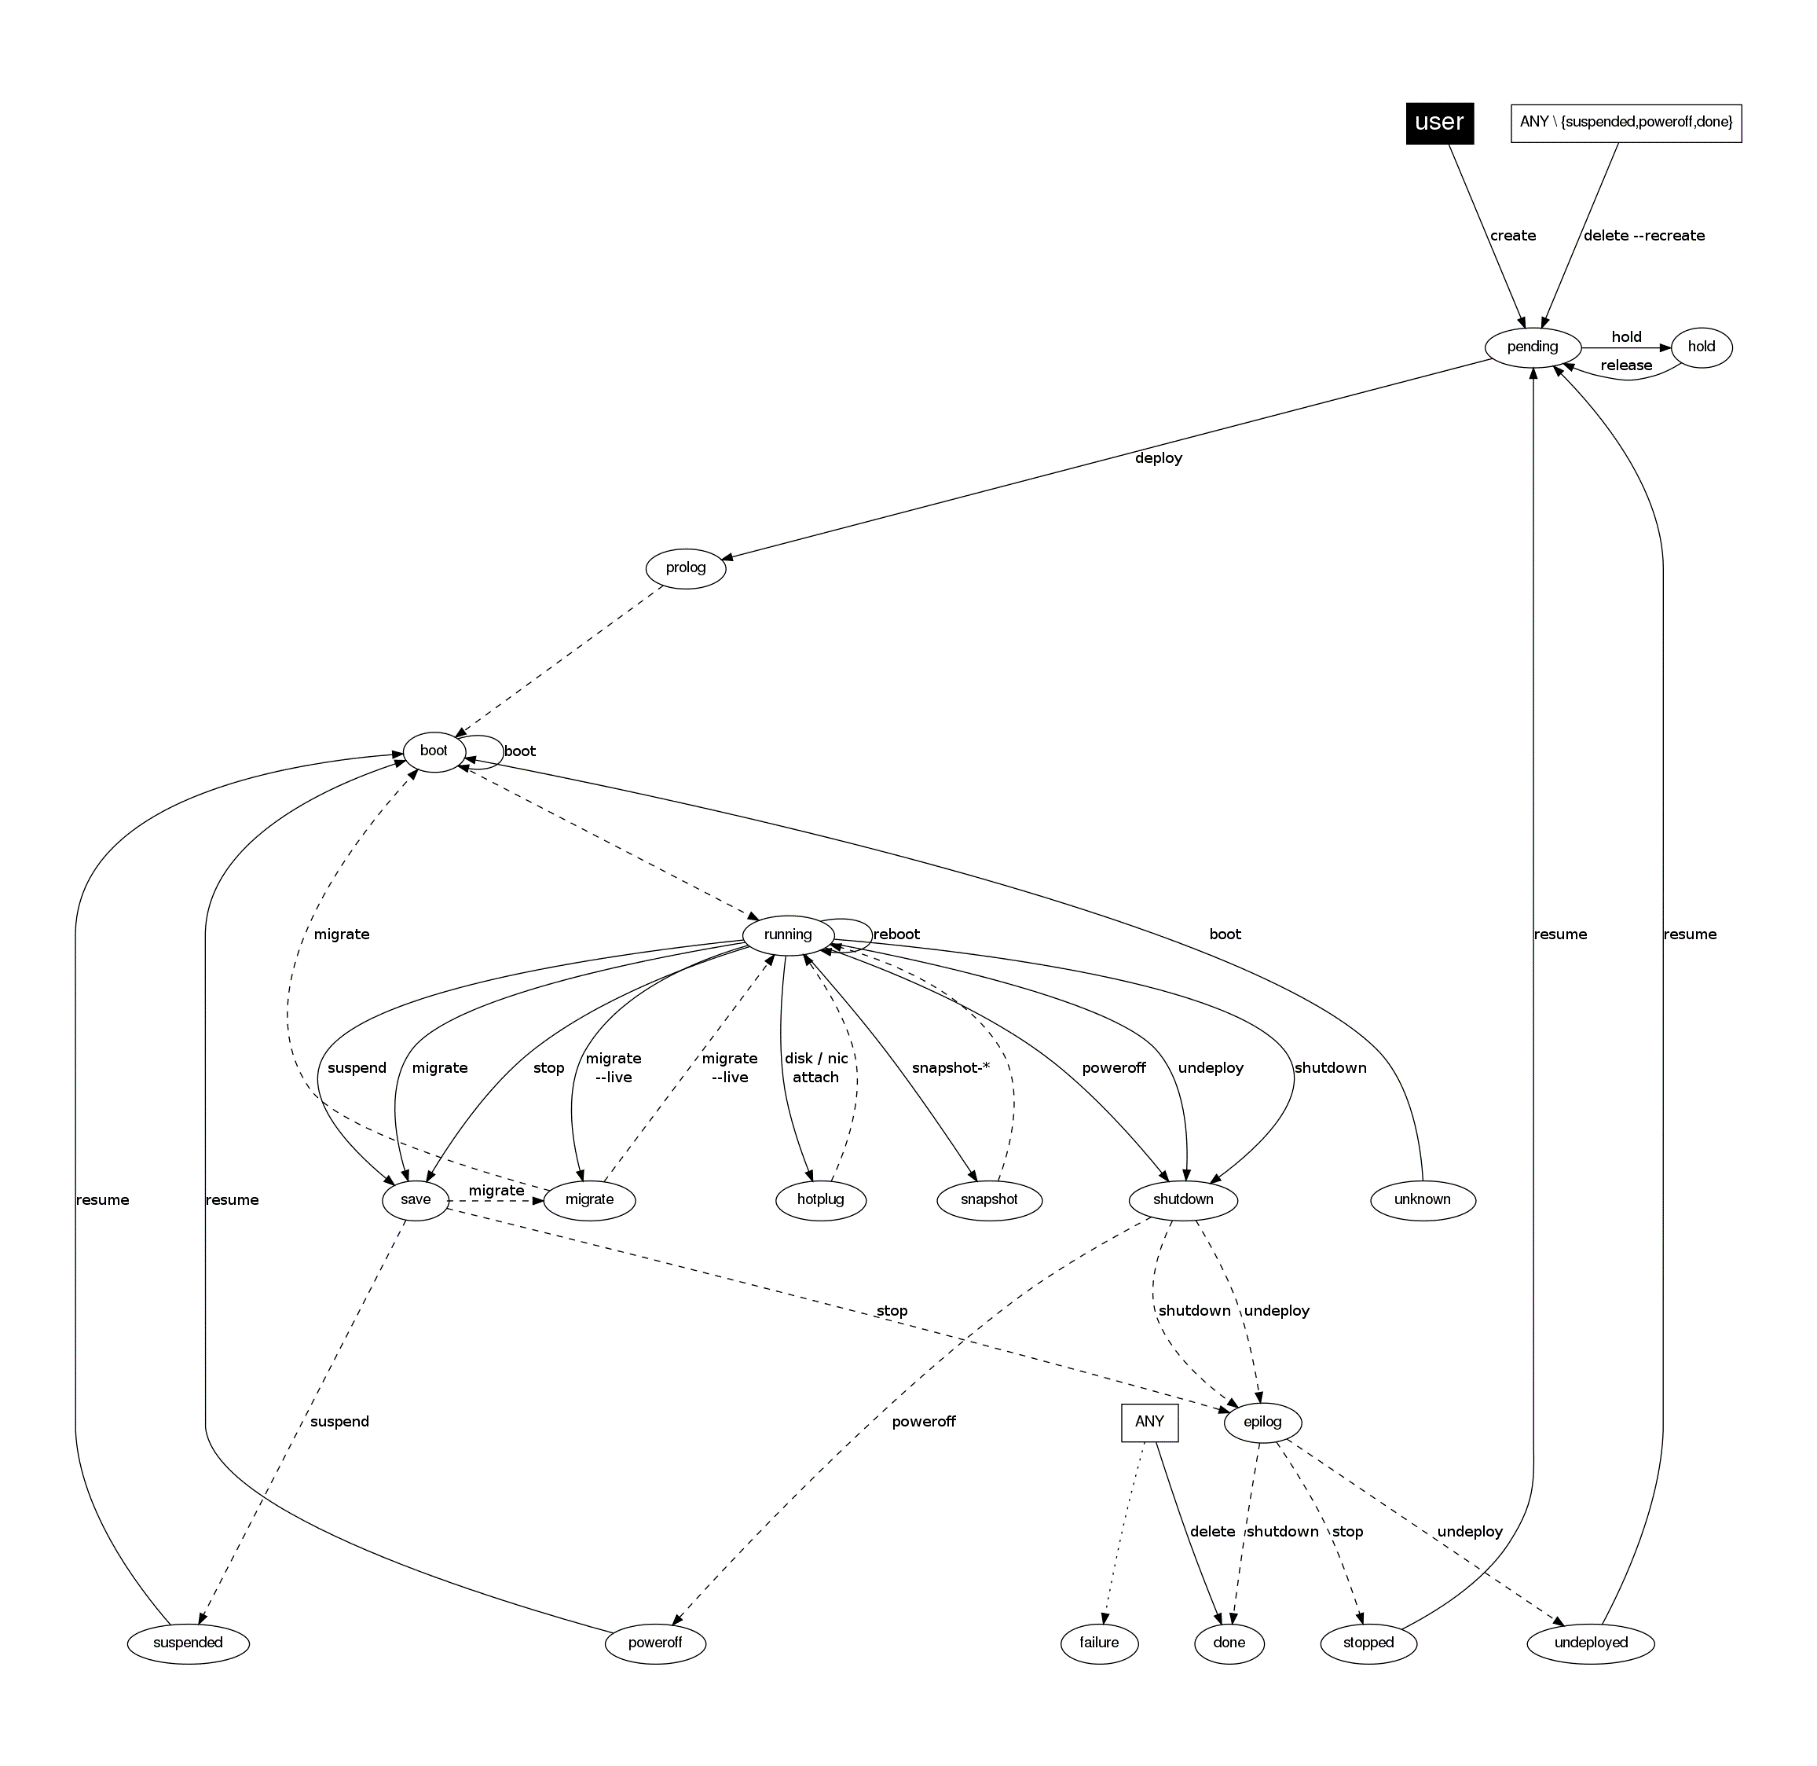 user
ANY \ {suspended,poweroff,done}
create
delete --recreate
pending
hold
hold
release
deploy
prolog
boot
boot
migrate
running
reboot
boot
resume
resume
suspend
migrate
stop
migrate
--live
migrate
--live
disk / nic
attach
snapshot-*
poweroff
undeploy
shutdown
resume
resume
save
migrate
migrate
hotplug
snapshot
shutdown
unknown
stop
shutdown
undeploy
suspend
poweroff
ANY
epilog
delete
shutdown
stop
undeploy
suspended
poweroff
failure
done
stopped
undeployed